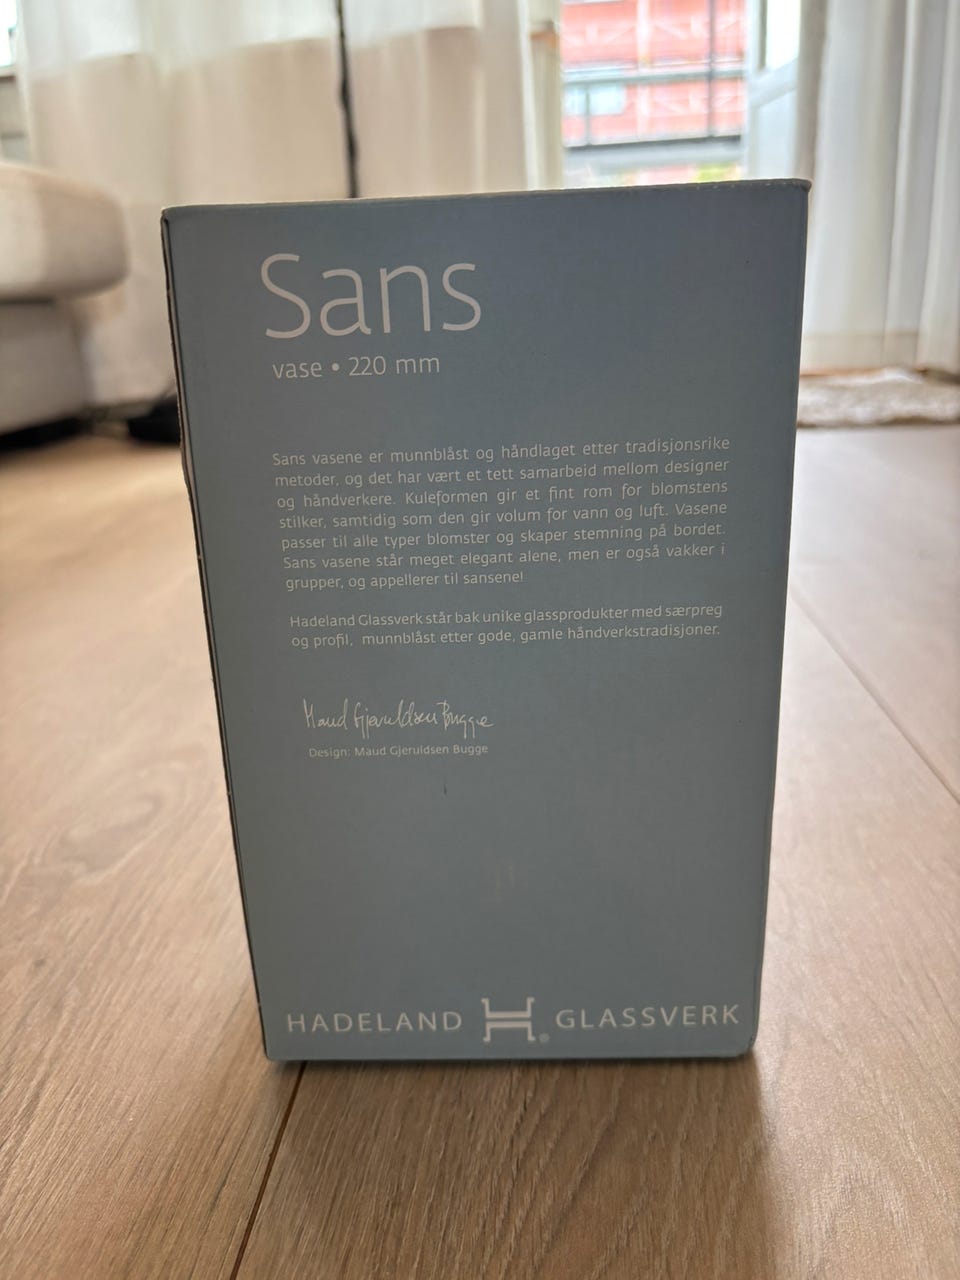 Sans
vase • 220 mm
Sans vasene er munnblåst og håndlaget etter tradisjonsrike
metoder, og det har vært et tett samarbeid mellom designer
og håndverkere. Kuleformen gir et fint rom for blomstens
stilker, samtidig som den gir volum for vann og luft. Vasene
passer til alle typer blomster og skaper stemning på bordet.
Sans vasene står meget elegant alene, men er også vakker i
grupper, og appellerer til sansene!
Hadeland Glassverk står bak unike glassprodukter med særpreg
og profil, munnblåst etter gode, gamle håndverkstradisjoner.
Maud Gjeruldsen Bugge
Design: Maud Gjeruldsen Bugge
HADELAND H® GLASSVERK